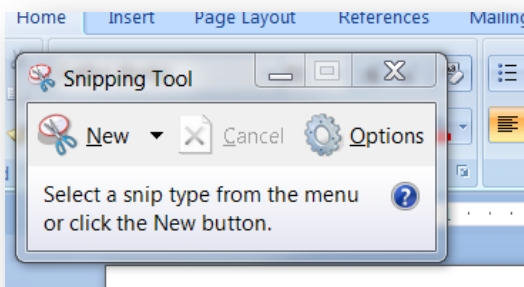 Home Insert Page Layout References Mailing
Snipping Tool
New Cancel Options
Select a snip type from the menu
or click the New button.